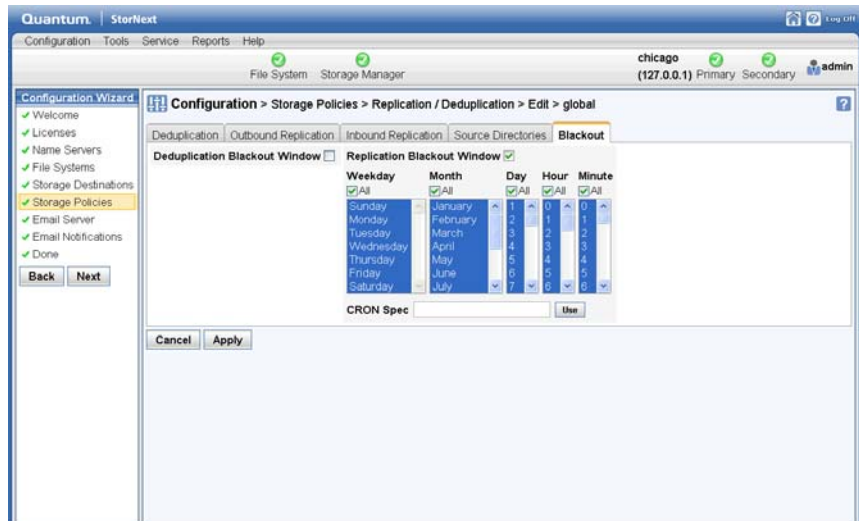 Quantum. StorNext
Log Off
Configuration Tools Service Reports Help
File System Storage Manager
chicago
(127.0.0.1) Primary Secondary
admin
Configuration Wizard
Welcome
Licenses
Name Servers
File Systems
Storage Destinations
Storage Policies
Email Server
Email Notifications
Done
Back Next
Configuration > Storage Policies > Replication / Deduplication > Edit > global
?
Deduplication Outbound Replication Inbound Replication Source Directories Blackout
Deduplication Blackout Window Replication Blackout Window
Weekday Month Day Hour Minute
All All All All All
Sunday January 1 0 0
Monday February 2 1 1
Tuesday March 3 2 2
Wednesday April 4 3 3
Thursday May 5 4 4
Friday June 6 5 5
Saturday July 7 6 6
CRON Spec Use
Cancel Apply